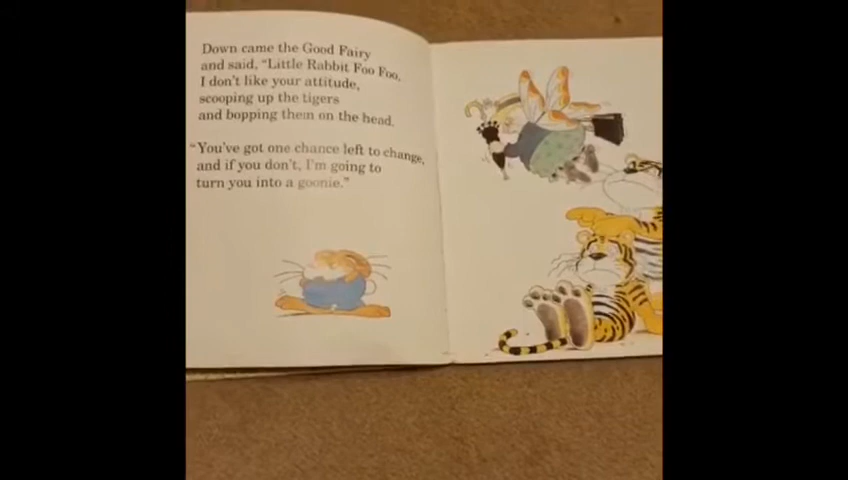 Down came the Good Fairy
and said, "Little Rabbit Foo Foo,
I don't like your attitude,
scooping up the tigers
and bopping them on the head.
"You've got one chance left to change,
and if you don't, I'm going to
turn you into a goonie."